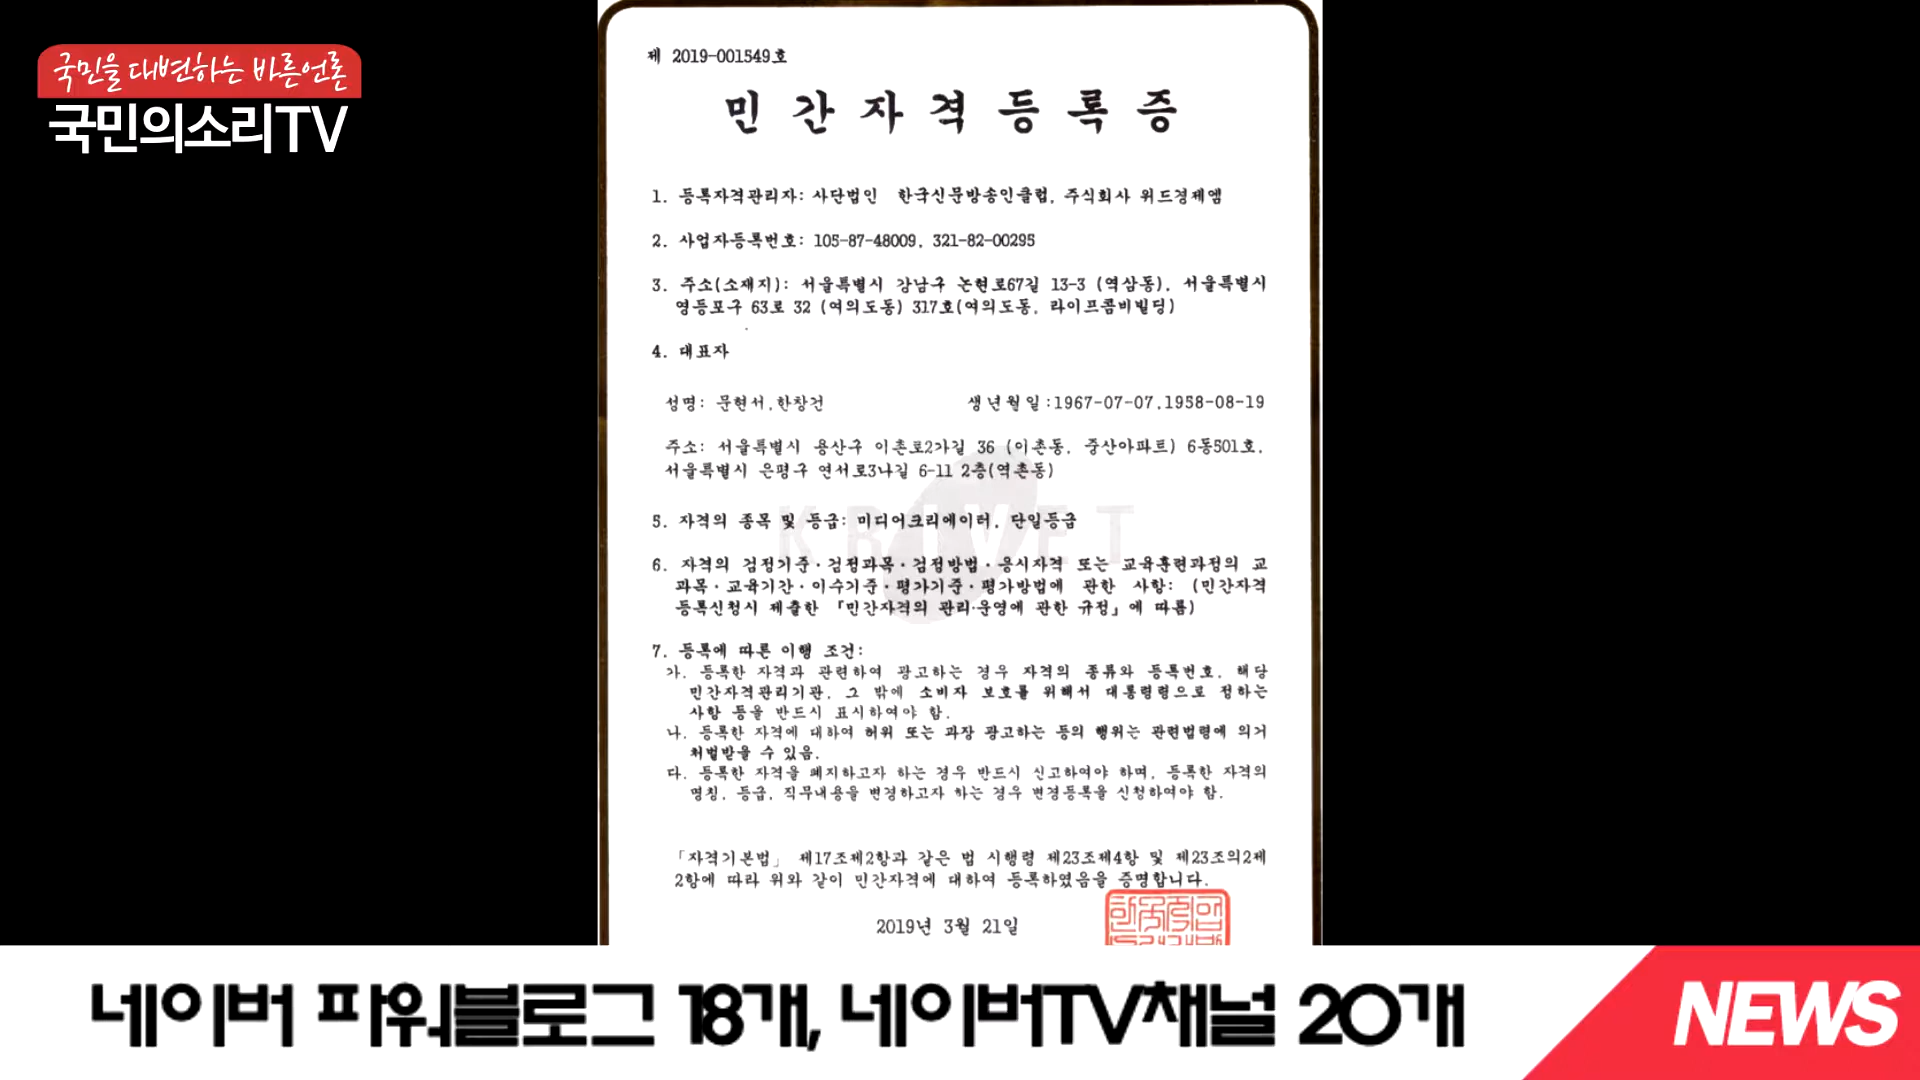 국민을 대변하는 바른언론
국민의소리TV
제 2019-001549호
민간자격등록증
1. 등록자격관리자: 사단법인 한국신문방송인클럽, 주식회사 위드경제엠
2. 사업자등록번호: 105-87-48009, 321-82-00295
3. 주소(소재지): 서울특별시 강남구 논현로67길 13-3 (역삼동), 서울특별시
영등포구 63로 32 (여의도동) 317호(여의도동, 라이프콤비빌딩)
4. 대표자
성명: 문현서,한창건 생년월일:1967-07-07,1958-08-19
주소: 서울특별시 용산구 이촌로2가길 36 (이촌동, 중산아파트) 6동501호,
서울특별시 은평구 연서로3나길 6-11 2층(역촌동)
KRIVET
5. 자격의 종목 및 등급: 미디어크리에이터, 단일등급
6. 자격의 검정기준·검정과목·검정방법·응시자격 또는 교육훈련과정의 교
과목·교육기간·이수기준·평가기준·평가방법에 관한 사항: (민간자격
등록신청시 제출한 「민간자격의 관리·운영에 관한 규정」에 따름)
7. 등록에 따른 이행 조건:
가. 등록한 자격과 관련하여 광고하는 경우 자격의 종류와 등록번호, 해당
민간자격관리기관, 그 밖에 소비자 보호를 위해서 대통령령으로 정하는
사항 등을 반드시 표시하여야 함.
나. 등록한 자격에 대하여 허위 또는 과장 광고하는 등의 행위는 관련법령에 의거
처벌받을 수 있음.
다. 등록한 자격을 폐지하고자 하는 경우 반드시 신고하여야 하며, 등록한 자격의
명칭, 등급, 직무내용을 변경하고자 하는 경우 변경등록을 신청하여야 함.
「자격기본법」 제17조제2항과 같은 법 시행령 제23조제4항 및 제23조의2제
2항에 따라 위와 같이 민간자격에 대하여 등록하였음을 증명합니다.
2019년 3월 21일
네이버 파워블로그 18개, 네이버TV채널 20개
NEWS